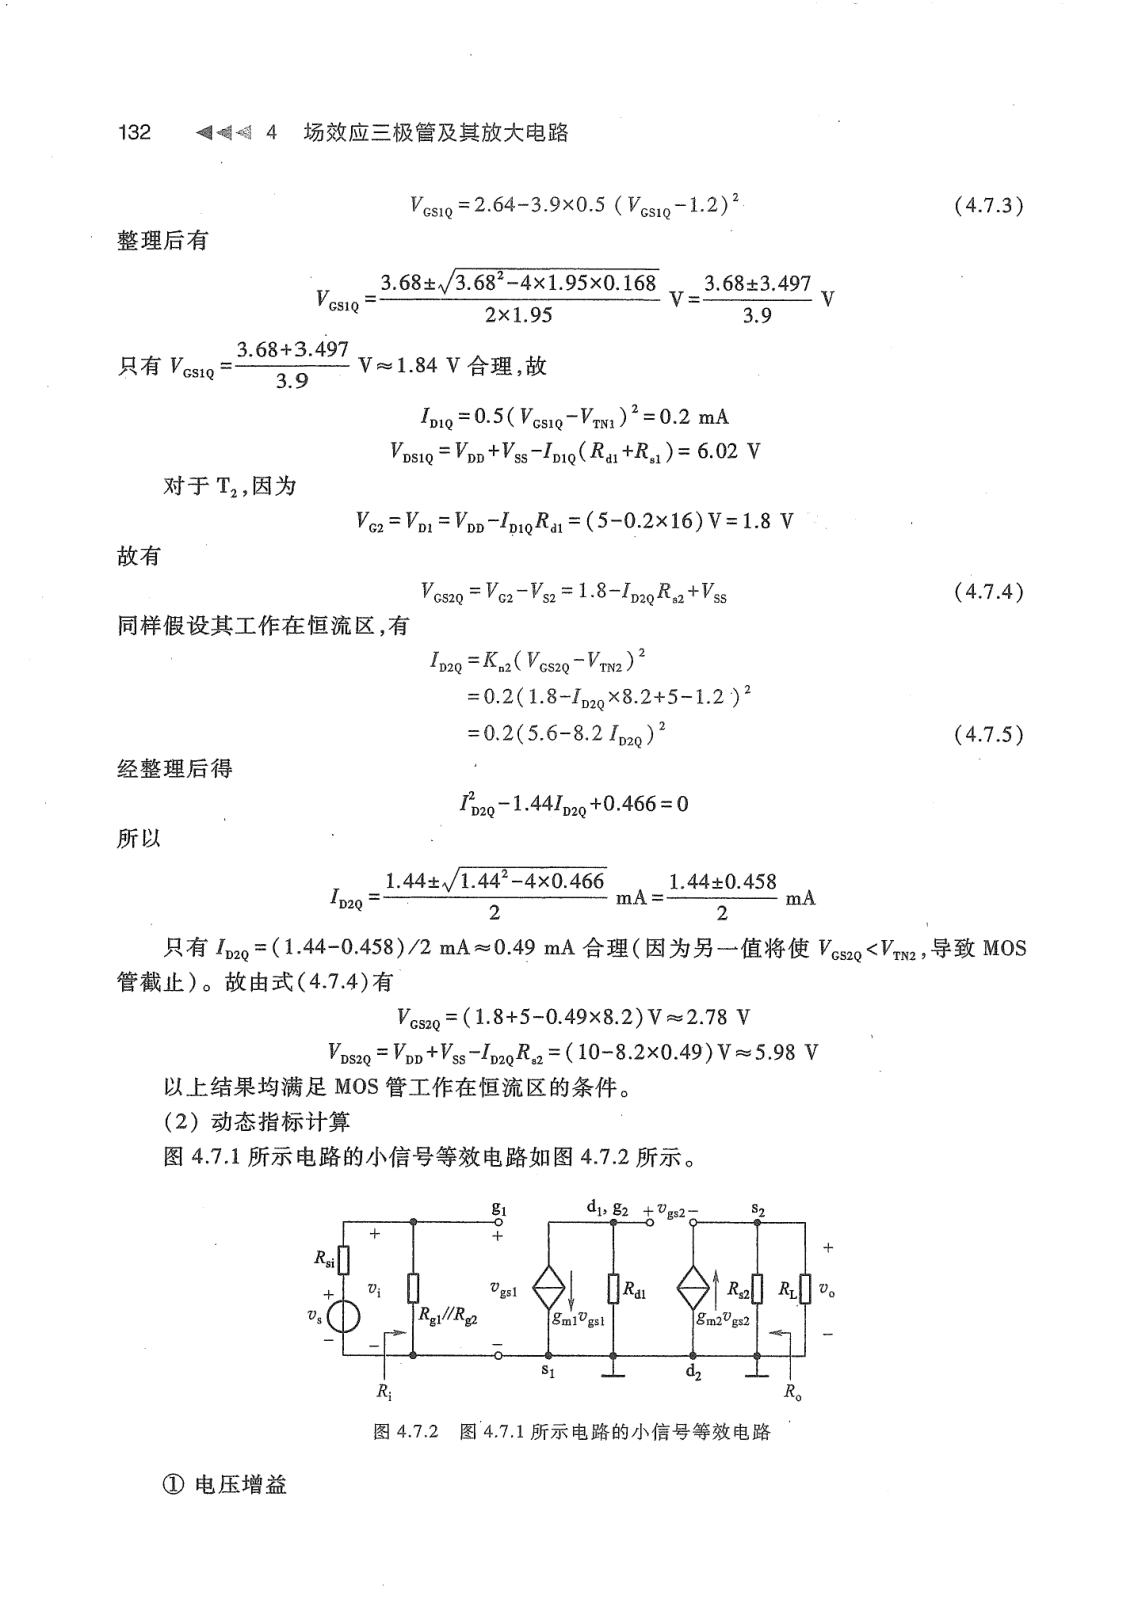 132 ◀◀◀ 4 场效应三极管及其放大电路
V_GS1Q = 2.64-3.9×0.5 (V_GS1Q-1.2)² (4.7.3)
整理后有
V_GS1Q = (3.68±√(3.68²-4×1.95×0.168))/(2×1.95) V = (3.68±3.497)/3.9 V
只有 V_GS1Q = (3.68+3.497)/3.9 V≈1.84 V 合理,故
I_D1Q = 0.5(V_GS1Q-V_TN1)² = 0.2 mA
V_DS1Q = V_DD+V_SS-I_D1Q(R_d1+R_s1) = 6.02 V
对于 T₂,因为
V_G2 = V_D1 = V_DD-I_D1Q R_d1 = (5-0.2×16) V = 1.8 V
故有
V_GS2Q = V_G2-V_S2 = 1.8-I_D2Q R_s2+V_SS (4.7.4)
同样假设其工作在恒流区,有
I_D2Q = K_n2(V_GS2Q-V_TN2)²
= 0.2(1.8-I_D2Q×8.2+5-1.2)²
= 0.2(5.6-8.2 I_D2Q)² (4.7.5)
经整理后得
I²_D2Q-1.44I_D2Q+0.466 = 0
所以
I_D2Q = (1.44±√(1.44²-4×0.466))/2 mA = (1.44±0.458)/2 mA
只有 I_D2Q = (1.44-0.458)/2 mA≈0.49 mA 合理(因为另一值将使 V_GS2Q<V_TN2,导致 MOS
管截止)。故由式(4.7.4)有
V_GS2Q = (1.8+5-0.49×8.2) V≈2.78 V
V_DS2Q = V_DD+V_SS-I_D2Q R_s2 = (10-8.2×0.49) V≈5.98 V
以上结果均满足 MOS 管工作在恒流区的条件。
(2) 动态指标计算
图 4.7.1 所示电路的小信号等效电路如图 4.7.2 所示。
g₁ d₁, g₂ + v_gs2 - s₂
R_si + + +
+ v_i v_gs1 R_d1 R_s2 R_L v_o
v_s R_g1//R_g2 g_m1v_gs1 g_m2v_gs2
- - - -
s₁ d₂
R_i R_o
图 4.7.2 图 4.7.1 所示电路的小信号等效电路
① 电压增益